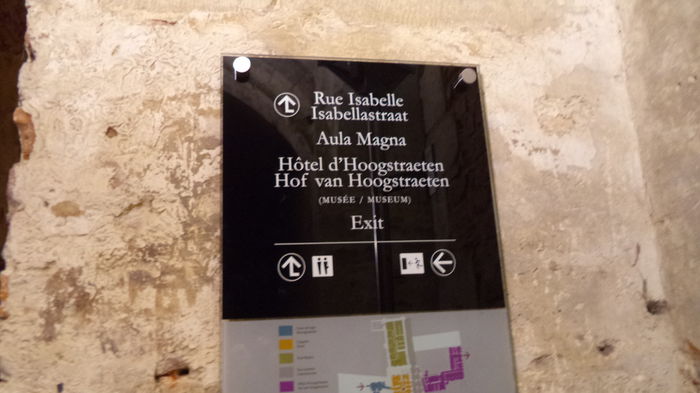 Rue Isabelle
Isabellastraat
Aula Magna
Hôtel d'Hoogstraeten
Hof van Hoogstraeten
(MUSÉE / MUSEUM)
Exit